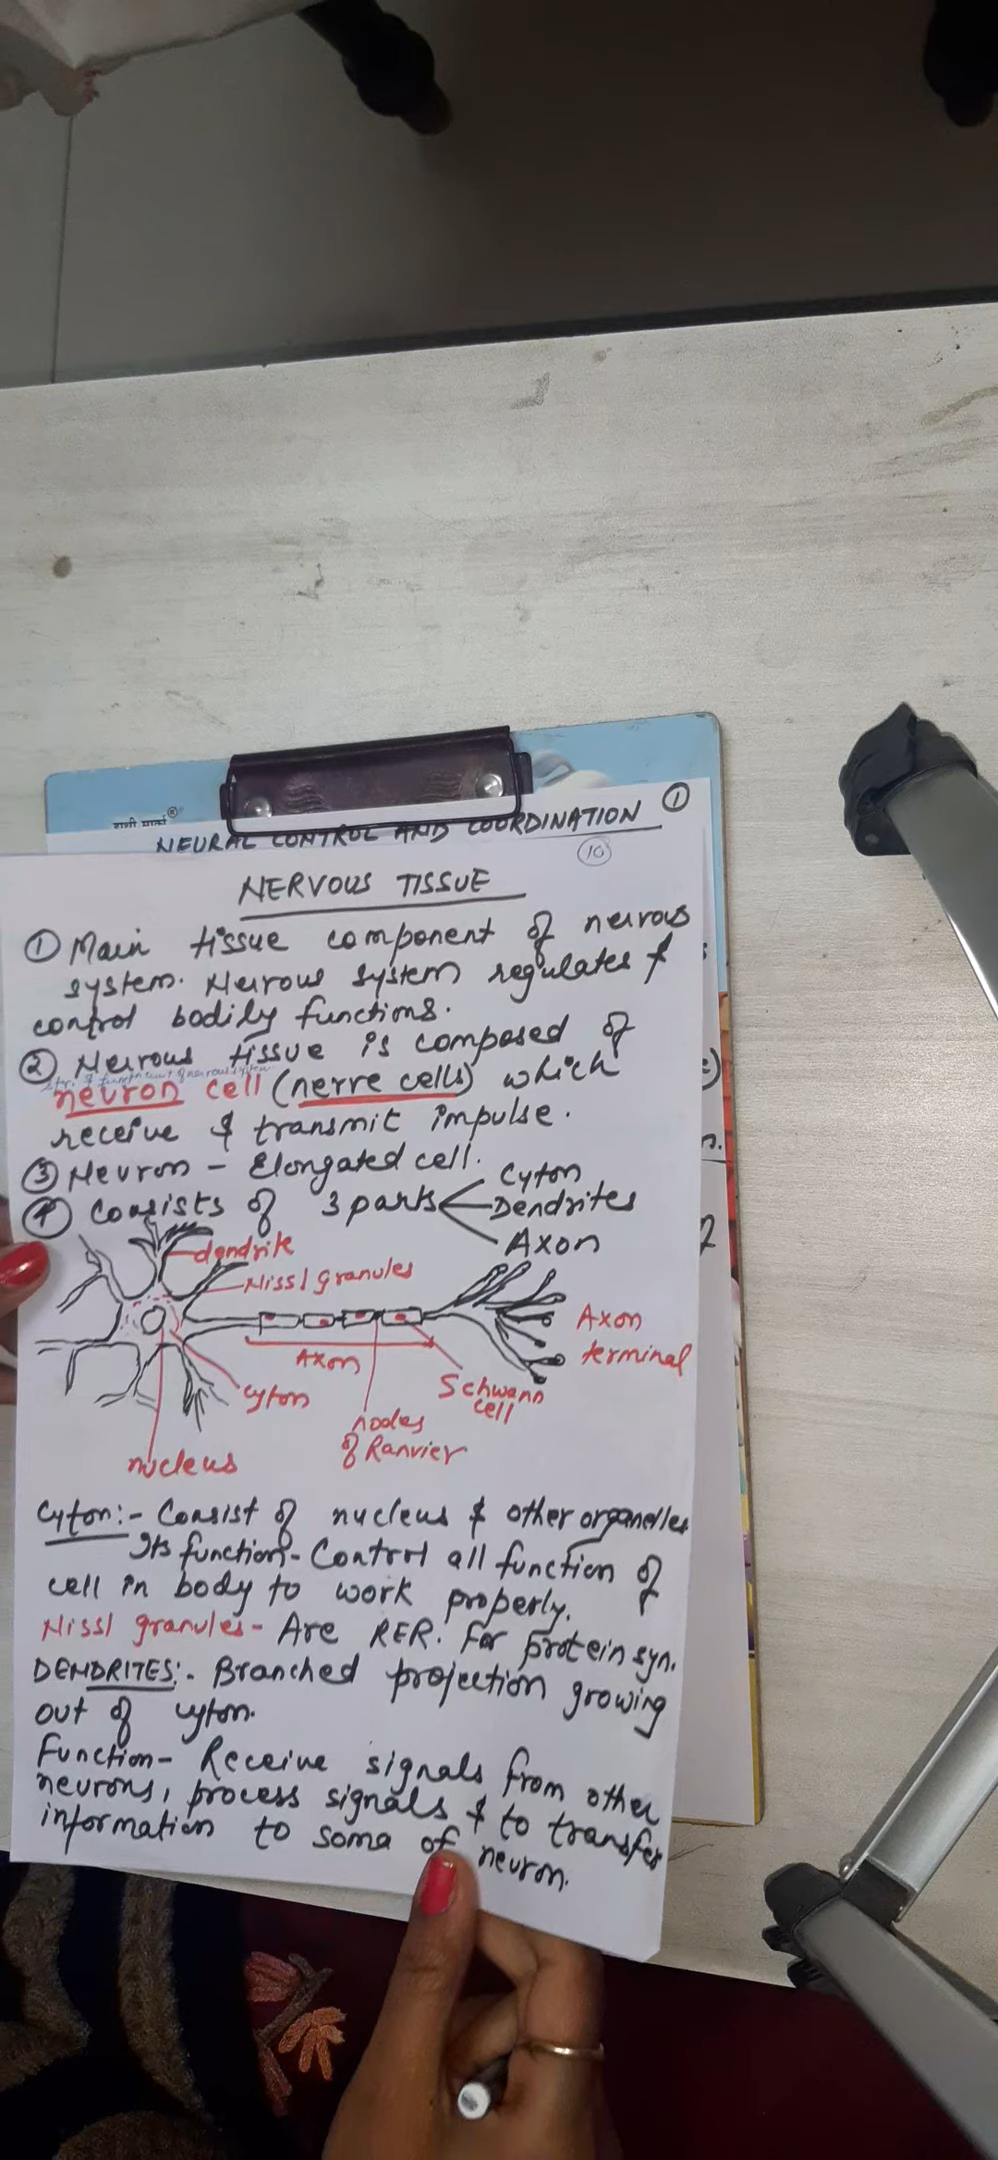 ®
NEURAL CONTROL AND COORDINATION ①
⑩
NERVOUS TISSUE
① Main tissue component of nervous
system. Nervous system regulates &
control bodily functions.
② Nervous tissue is composed of
neuron cell (nerve cells) which
receive & transmit impulse.
③ Neuron - Elongated cell.
④ Consists of 3 parts
Cyton
Dendrites
Axon
dendrite
Nissl granules
Axon
terminal
Axon
Schwann
cell
cyton
nodes
of Ranvier
nucleus
Cyton:- Consist of nucleus & other organelles
Its function- Control all function of
cell in body to work properly.
Nissl granules- Are RER. For protein syn.
DENDRITES:- Branched projection growing
out of cyton.
Function- Receive signals from other
neurons, process signals & to transfer
information to soma of neuron.